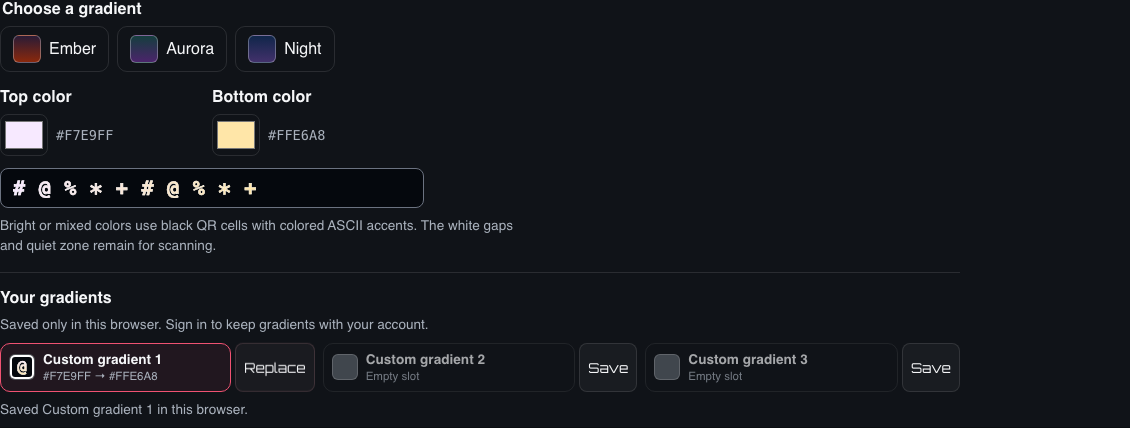 Choose a gradient
Ember Aurora Night
Top color Bottom color
#F7E9FF #FFE6A8
# @ % * + # @ % * +
Bright or mixed colors use black QR cells with colored ASCII accents. The white gaps
and quiet zone remain for scanning.
Your gradients
Saved only in this browser. Sign in to keep gradients with your account.
@ Custom gradient 1
#F7E9FF → #FFE6A8
Replace
Custom gradient 2
Empty slot
Save
Custom gradient 3
Empty slot
Save
Saved Custom gradient 1 in this browser.